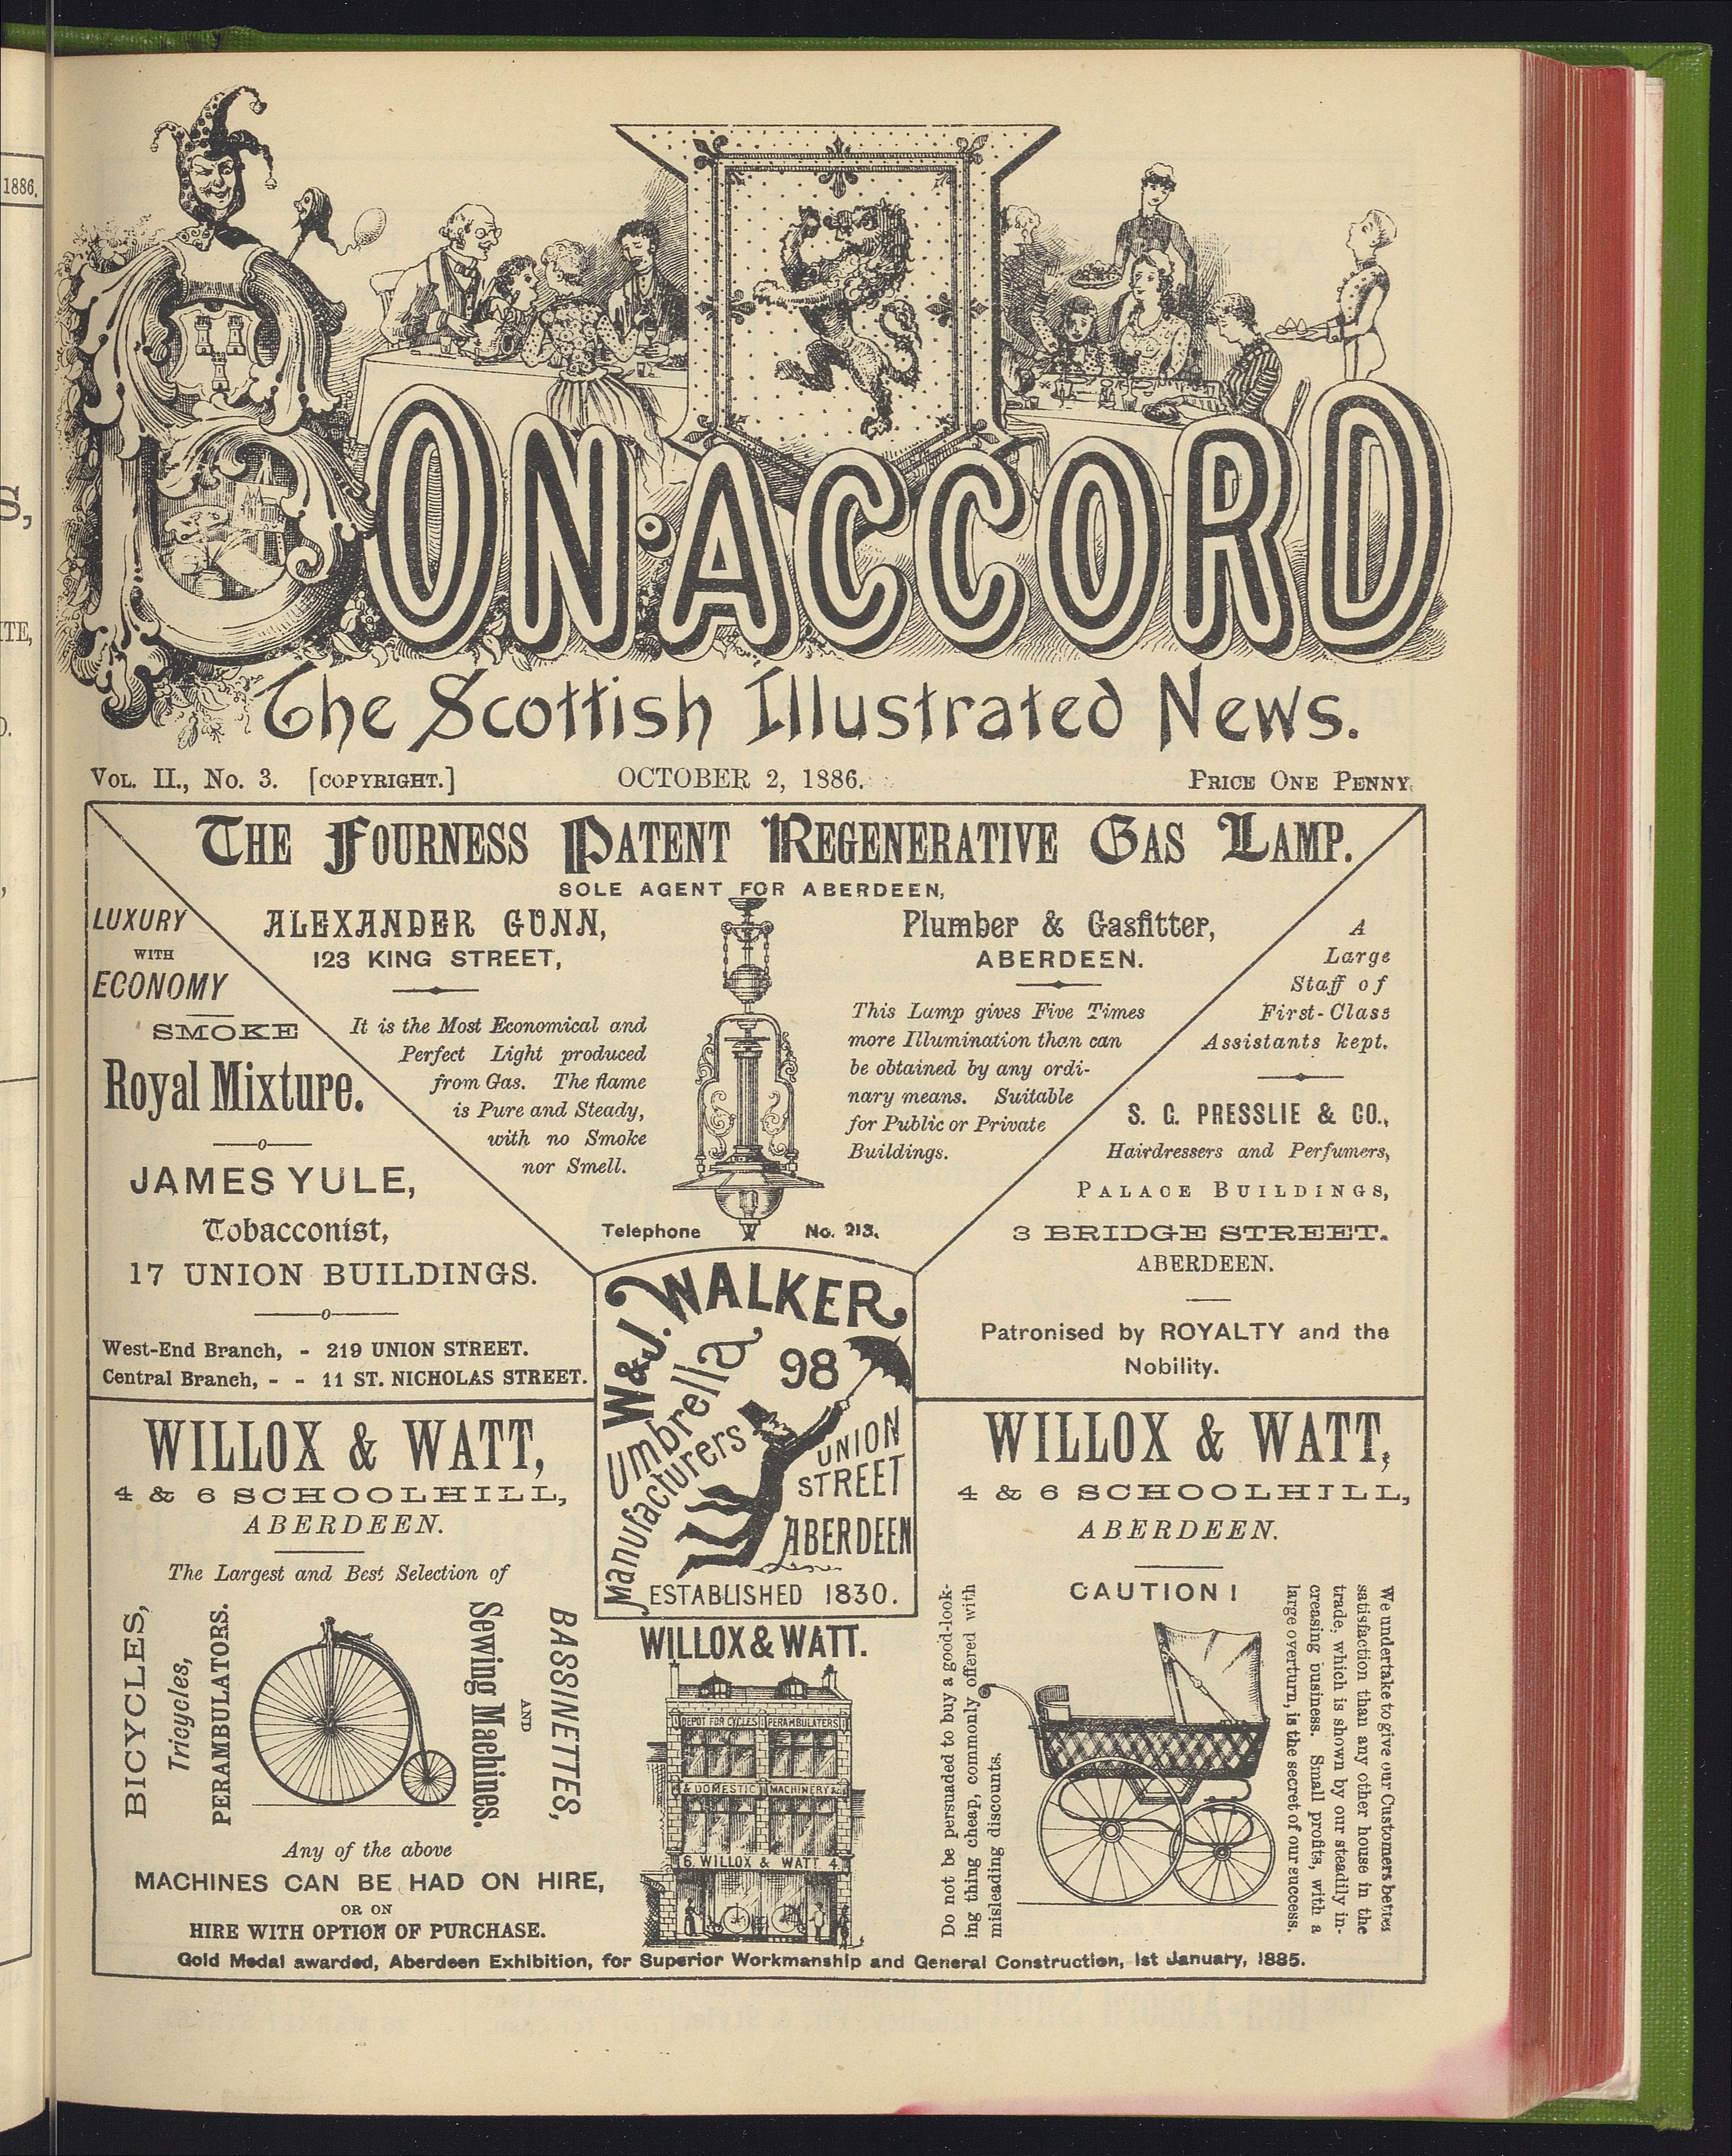 1886.
S,
ITE,
BON·ACCORD
The Scottish Illustrated News.
Vol. II., No. 3. [COPYRIGHT.]
OCTOBER 2, 1886.
Price One Penny.
The Fourness Patent Regenerative Gas Lamp.
SOLE AGENT FOR ABERDEEN,
ALEXANDER GUNN,
123 KING STREET,
Plumber & Gasfitter,
ABERDEEN.
It is the Most Economical and
Perfect Light produced
from Gas. The flame
is Pure and Steady,
with no Smoke
nor Smell.
This Lamp gives Five Times
more Illumination than can
be obtained by any ordi-
nary means. Suitable
for Public or Private
Buildings.
Telephone No. 213.
LUXURY
WITH
ECONOMY
SMOKE
Royal Mixture.
JAMES YULE,
Tobacconist,
17 UNION BUILDINGS.
West-End Branch, - 219 UNION STREET.
Central Branch, - - 11 ST. NICHOLAS STREET.
A
Large
Staff of
First-Class
Assistants kept.
S. C. PRESSLIE & CO.,
Hairdressers and Perfumers,
Palace Buildings,
3 BRIDGE STREET.
ABERDEEN.
Patronised by ROYALTY and the
Nobility.
W & J. WALKER
Umbrella
Manufacturers
98
UNION
STREET
ABERDEEN
ESTABLISHED 1830.
WILLOX & WATT,
4 & 6 SCHOOLHILL,
ABERDEEN.
The Largest and Best Selection of
BICYCLES,
Tricycles,
PERAMBULATORS.
BASSINETTES,
AND
Sewing Machines.
Any of the above
MACHINES CAN BE HAD ON HIRE,
OR ON
HIRE WITH OPTION OF PURCHASE.
WILLOX & WATT.
DEPOT FOR CYCLES PERAMBULATERS
& DOMESTIC MACHINERY &c
6. WILLOX & WATT 4.
WILLOX & WATT,
4 & 6 SCHOOLHILL,
ABERDEEN.
CAUTION!
Do not be persuaded to buy a good-look-
ing thing cheap, commonly offered with
misleading discounts.
We undertake to give our Customers better
satisfaction than any other house in the
trade, which is shown by our steadily in-
creasing business. Small profits, with a
large overturn, is the secret of our success.
Gold Medal awarded, Aberdeen Exhibition, for Superior Workmanship and General Construction, 1st January, 1885.